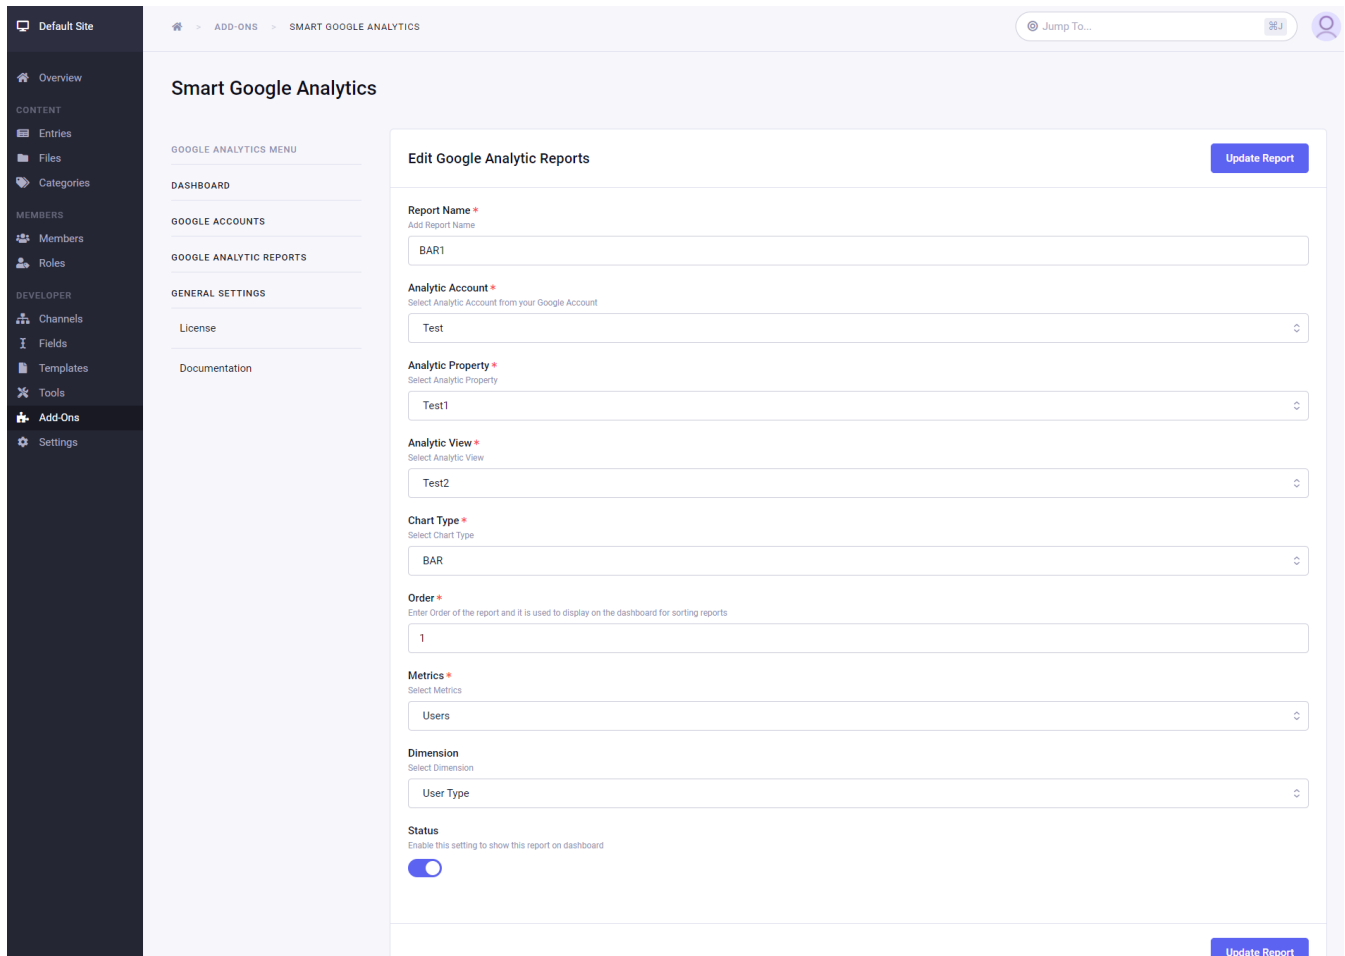 Default Site
> ADD-ONS > SMART GOOGLE ANALYTICS
Jump To...
⌘J
Overview
CONTENT
Entries
Files
Categories
MEMBERS
Members
Roles
DEVELOPER
Channels
Fields
Templates
Tools
Add-Ons
Settings
Smart Google Analytics
GOOGLE ANALYTICS MENU
DASHBOARD
GOOGLE ACCOUNTS
GOOGLE ANALYTIC REPORTS
GENERAL SETTINGS
License
Documentation
Edit Google Analytic Reports
Update Report
Report Name *
Add Report Name
BAR1
Analytic Account *
Select Analytic Account from your Google Account
Test
Analytic Property *
Select Analytic Property
Test1
Analytic View *
Select Analytic View
Test2
Chart Type *
Select Chart Type
BAR
Order *
Enter Order of the report and it is used to display on the dashboard for sorting reports
1
Metrics *
Select Metrics
Users
Dimension
Select Dimension
User Type
Status
Enable this setting to show this report on dashboard
Update Report